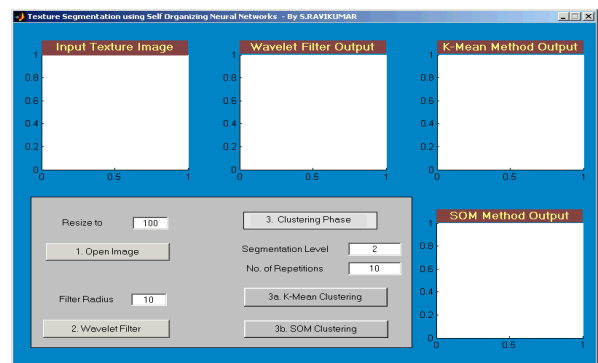 Texture Segmentation using Self Organizing Neural Networks - By S.RAVIKUMAR
Input Texture Image
1
0.8
0.6
0.4
0.2
0
0 0.5 1
Wavelet Filter Output
1
0.8
0.6
0.4
0.2
0
0 0.5 1
K-Mean Method Output
1
0.8
0.6
0.4
0.2
0
0 0.5 1
Resize to 100
1. Open Image
Filter Radius 10
2. Wavelet Filter
3. Clustering Phase
Segmentation Level 2
No. of Repetitions 10
3a. K-Mean Clustering
3b. SOM Clustering
SOM Method Output
1
0.8
0.6
0.4
0.2
0
0 0.5 1